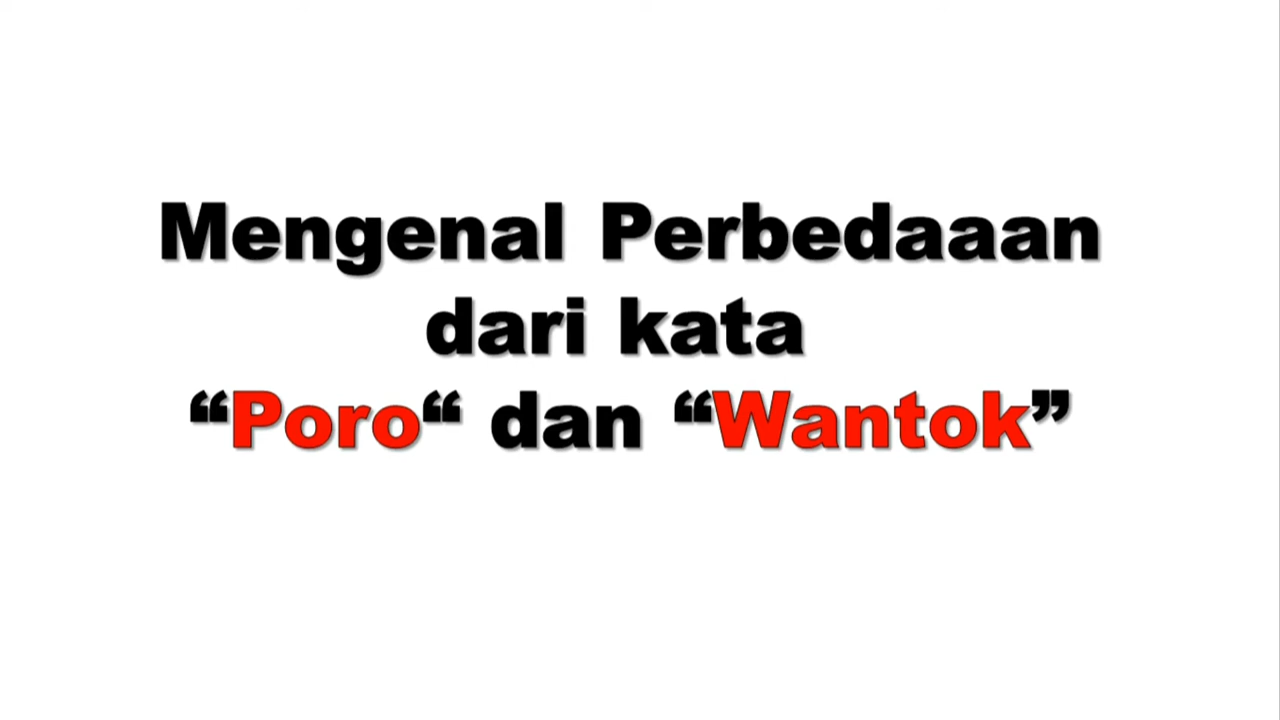 Mengenal Perbedaaan
dari kata
“Poro“ dan “Wantok”